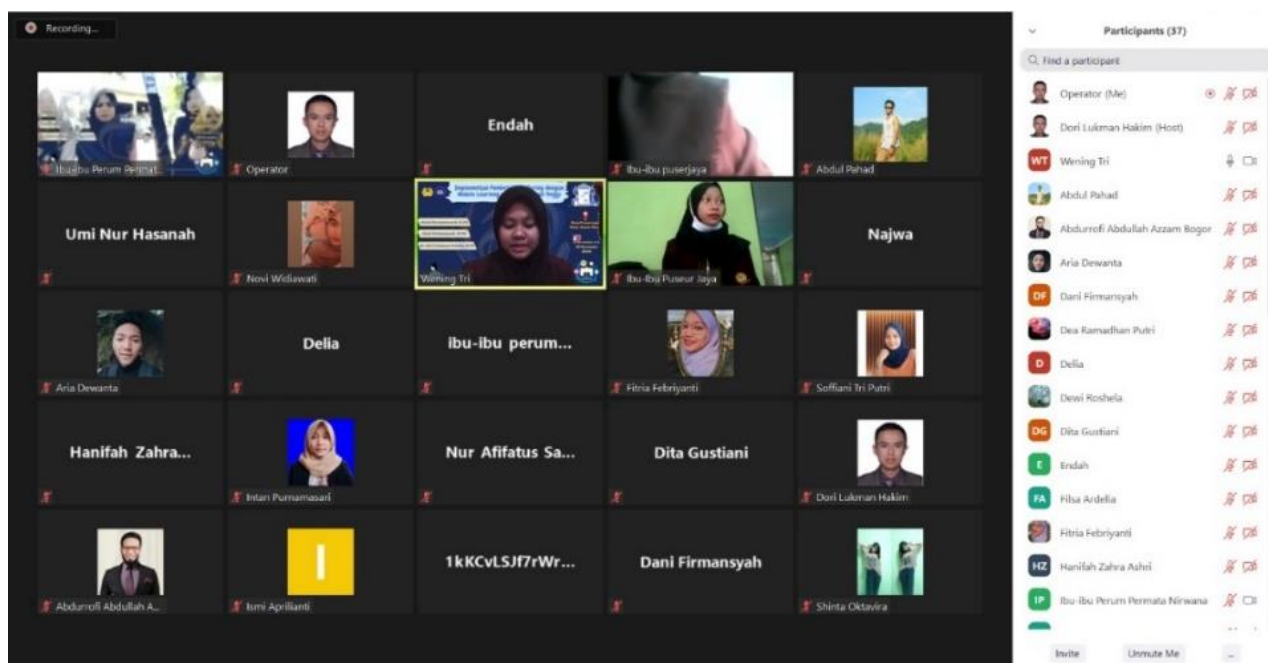 Recording...
Participants (37)
Find a participant
Ibu-ibu Perum Permat...
Operator
Endah
Ibu-ibu puserjaya
Abdul Pahad
Umi Nur Hasanah
Novi Widiawati
Wening Tri
Ibu-Ibu Puseur Jaya
Najwa
Aria Dewanta
Delia
ibu-ibu perum...
Fitria Febriyanti
Soffiani Tri Putri
Hanifah Zahra...
Intan Purnamasari
Nur Afifatus Sa...
Dita Gustiani
Dori Lukman Hakim
Abdurrofi Abdullah A...
I
Ismi Aprilianti
1kKCvLSJf7rWr...
Dani Firmansyah
Shinta Oktavira
Operator (Me)
Dori Lukman Hakim (Host)
WT Wening Tri
Abdul Pahad
Abdurrofi Abdullah Azzam Bogor
Aria Dewanta
DF Dani Firmansyah
Dea Ramadhan Putri
D Delia
Dewi Roshela
DG Dita Gustiani
E Endah
FA Filsa Ardelia
Fitria Febriyanti
HZ Hanifah Zahra Ashri
IP Ibu-ibu Perum Permata Nirwana
Invite Unmute Me ...